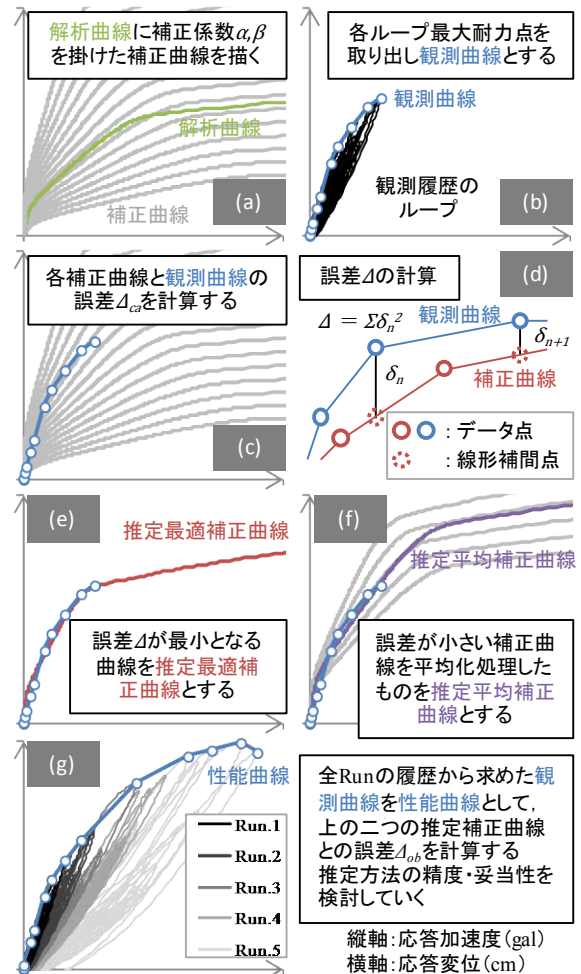 解析曲線に補正係数α,β
を掛けた補正曲線を描く
解析曲線
補正曲線
(a)
各ループ最大耐力点を
取り出し観測曲線とする
観測曲線
観測履歴の
ループ
(b)
各補正曲線と観測曲線の
誤差Δcaを計算する
(c)
誤差Δの計算
(d)
Δ = Σδn²
観測曲線
δn
δn+1
補正曲線
: データ点
: 線形補間点
(e)
推定最適補正曲線
誤差Δが最小となる
曲線を推定最適補
正曲線とする
(f)
推定平均補正曲線
誤差が小さい補正曲
線を平均化処理した
ものを推定平均補正
曲線とする
(g)
性能曲線
Run.1
Run.2
Run.3
Run.4
Run.5
全Runの履歴から求めた観
測曲線を性能曲線として,
上の二つの推定補正曲線
との誤差Δobを計算する
推定方法の精度・妥当性を
検討していく
縦軸:応答加速度(gal)
横軸:応答変位(cm)